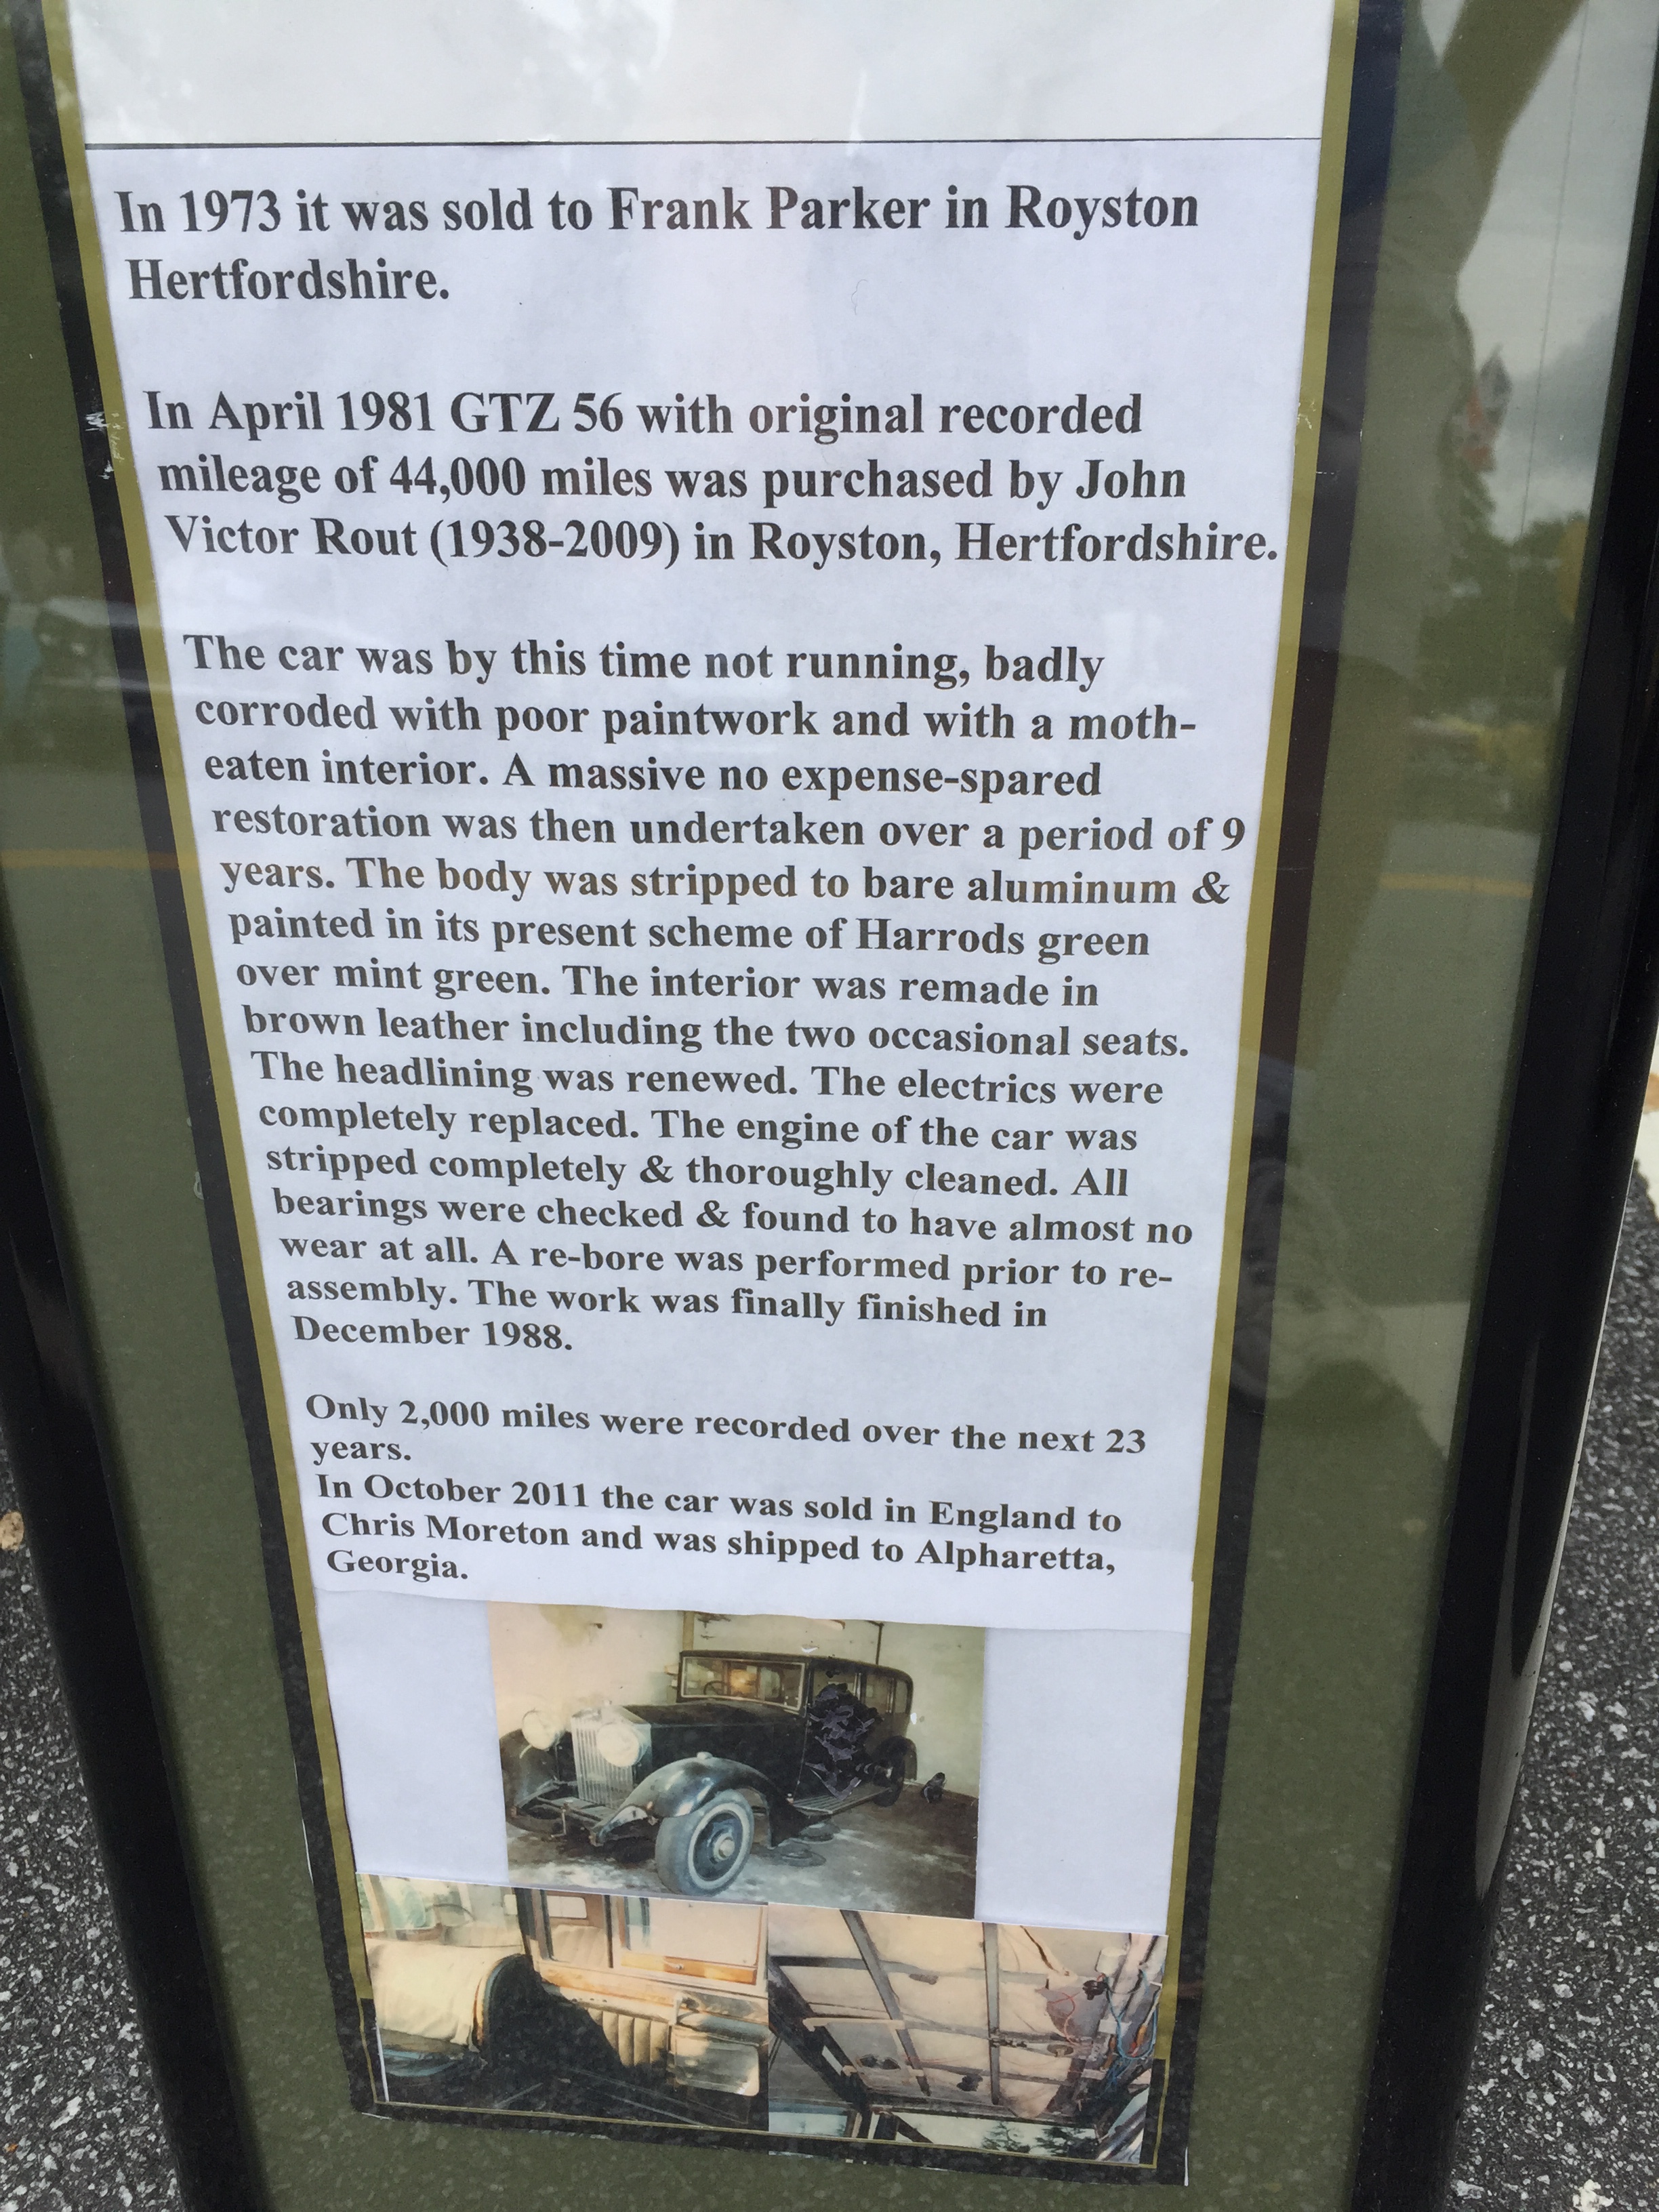 In 1973 it was sold to Frank Parker in Royston
Hertfordshire.
In April 1981 GTZ 56 with original recorded
mileage of 44,000 miles was purchased by John
Victor Rout (1938-2009) in Royston, Hertfordshire.
The car was by this time not running, badly
corroded with poor paintwork and with a moth-
eaten interior. A massive no expense-spared
restoration was then undertaken over a period of 9
years. The body was stripped to bare aluminum &
painted in its present scheme of Harrods green
over mint green. The interior was remade in
brown leather including the two occasional seats.
The headlining was renewed. The electrics were
completely replaced. The engine of the car was
stripped completely & thoroughly cleaned. All
bearings were checked & found to have almost no
wear at all. A re-bore was performed prior to re-
assembly. The work was finally finished in
December 1988.
Only 2,000 miles were recorded over the next 23
years.
In October 2011 the car was sold in England to
Chris Moreton and was shipped to Alpharetta,
Georgia.